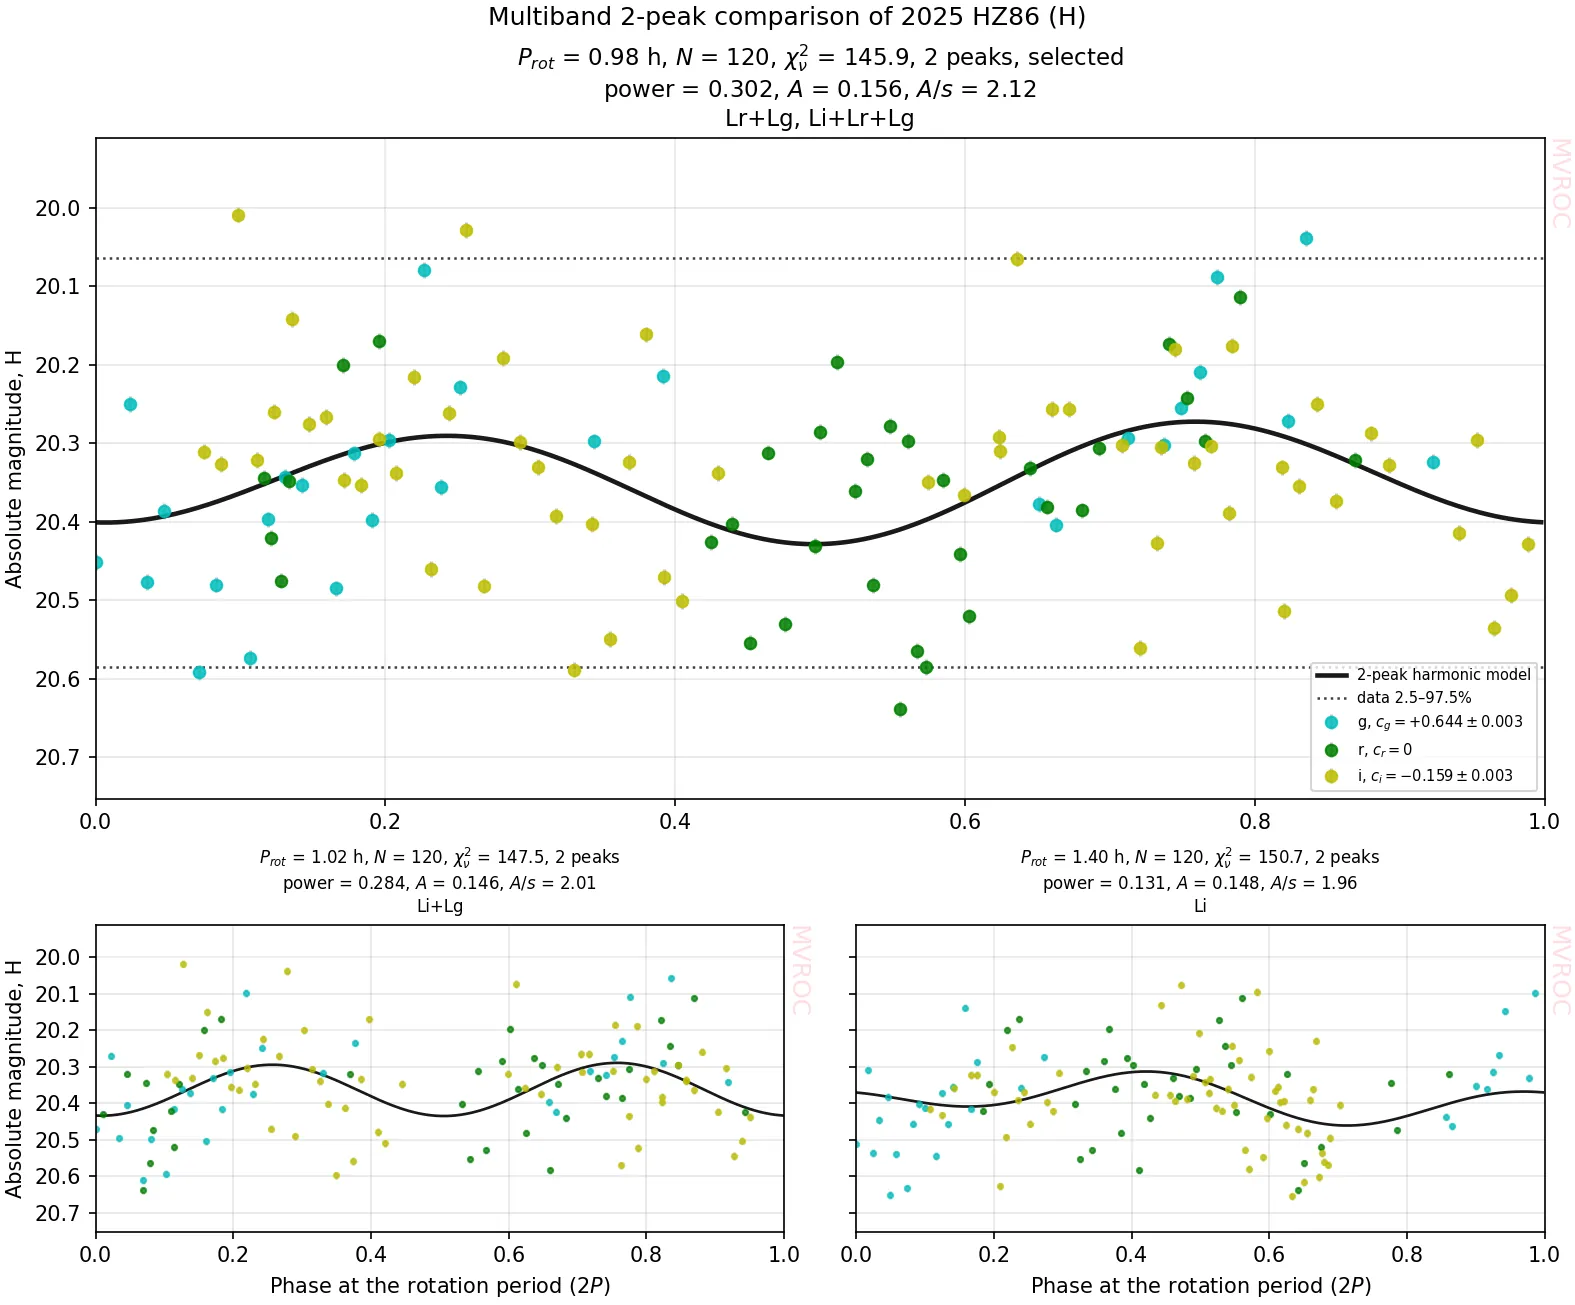 Multiband 2-peak comparison of 2025 HZ86 (H)
P_rot = 0.98 h, N = 120, χ²_ν = 145.9, 2 peaks, selected
power = 0.302, A = 0.156, A/s = 2.12
Lr+Lg, Li+Lr+Lg
Absolute magnitude, H
20.0
20.1
20.2
20.3
20.4
20.5
20.6
20.7
0.0 0.2 0.4 0.6 0.8 1.0
2-peak harmonic model
data 2.5–97.5%
g, c_g = +0.644 ± 0.003
r, c_r = 0
i, c_i = −0.159 ± 0.003
MVROC
P_rot = 1.02 h, N = 120, χ²_ν = 147.5, 2 peaks
power = 0.284, A = 0.146, A/s = 2.01
Li+Lg
Absolute magnitude, H
20.0
20.1
20.2
20.3
20.4
20.5
20.6
20.7
0.0 0.2 0.4 0.6 0.8 1.0
Phase at the rotation period (2P)
MVROC
P_rot = 1.40 h, N = 120, χ²_ν = 150.7, 2 peaks
power = 0.131, A = 0.148, A/s = 1.96
Li
0.0 0.2 0.4 0.6 0.8 1.0
Phase at the rotation period (2P)
MVROC